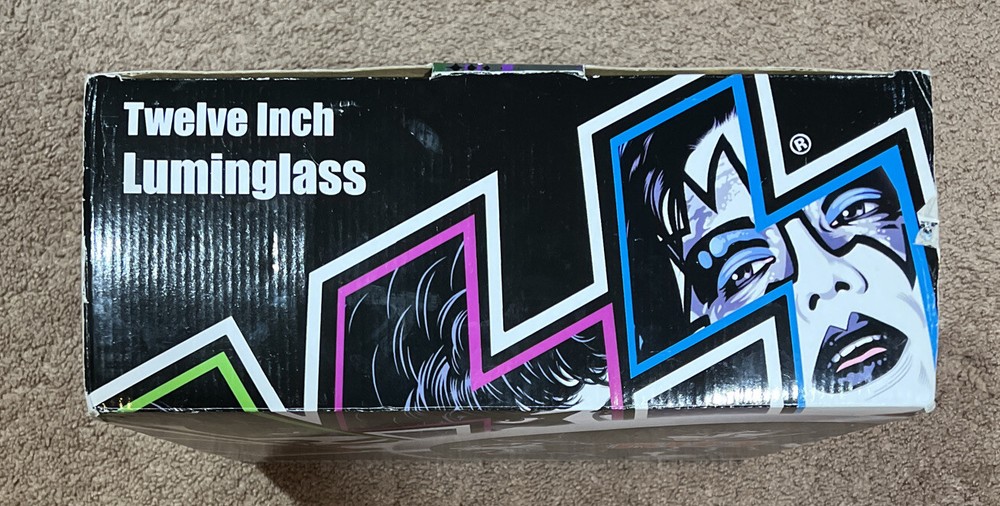 Twelve Inch
Luminglass
®